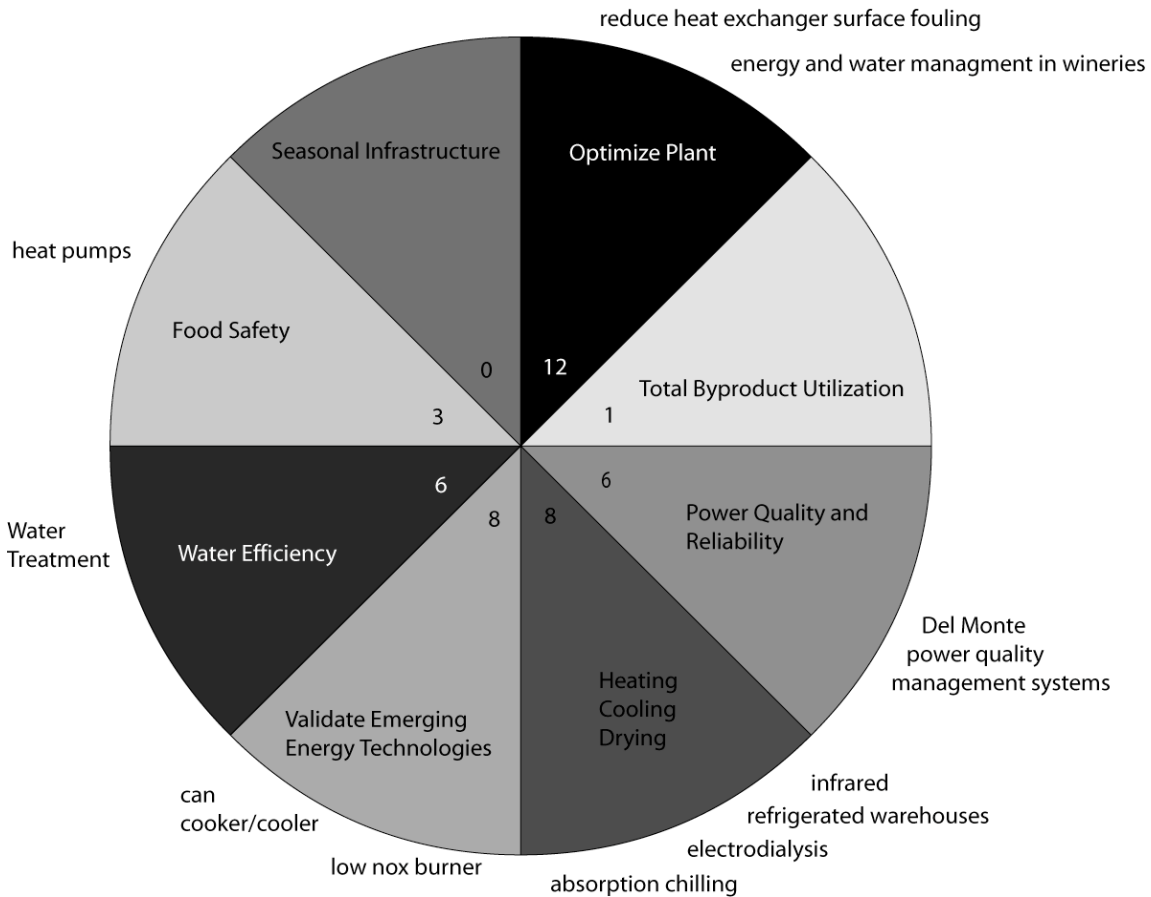 reduce heat exchanger surface fouling
energy and water managment in wineries
Seasonal Infrastructure
Optimize Plant
heat pumps
Food Safety
0
12
Total Byproduct Utilization
3
1
6
6
8
8
Power Quality and
Reliability
Water
Treatment
Water Efficiency
Del Monte
power quality
management systems
Heating
Cooling
Drying
Validate Emerging
Energy Technologies
can
cooker/cooler
infrared
refrigerated warehouses
electrodialysis
low nox burner
absorption chilling